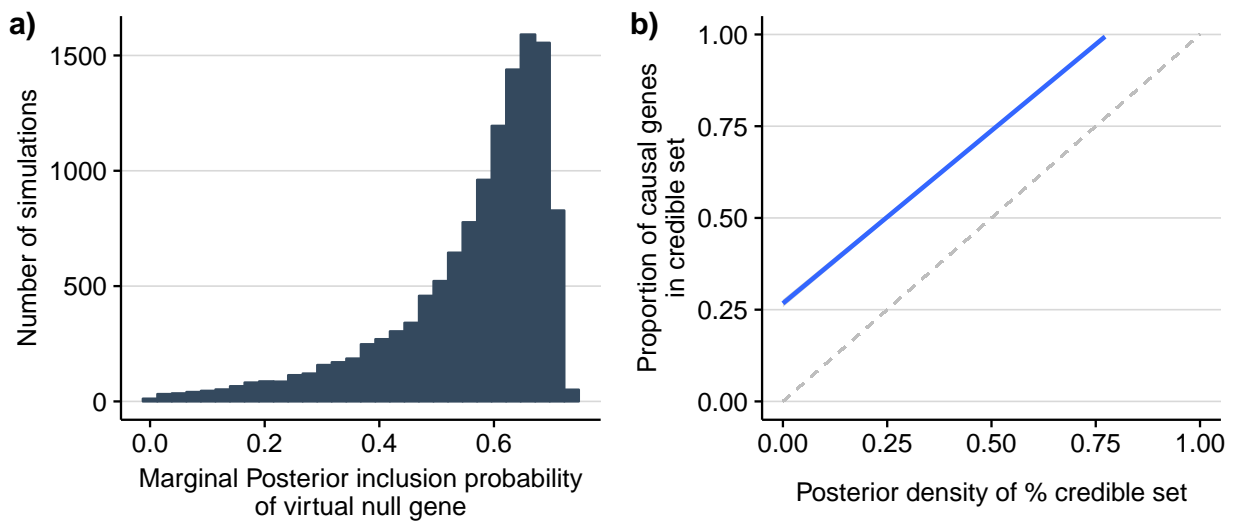 a)
Number of simulations
1500
1000
500
0
0.0 0.2 0.4 0.6
Marginal Posterior inclusion probability
of virtual null gene
b)
Proportion of causal genes
in credible set
1.00
0.75
0.50
0.25
0.00
0.00 0.25 0.50 0.75 1.00
Posterior density of % credible set